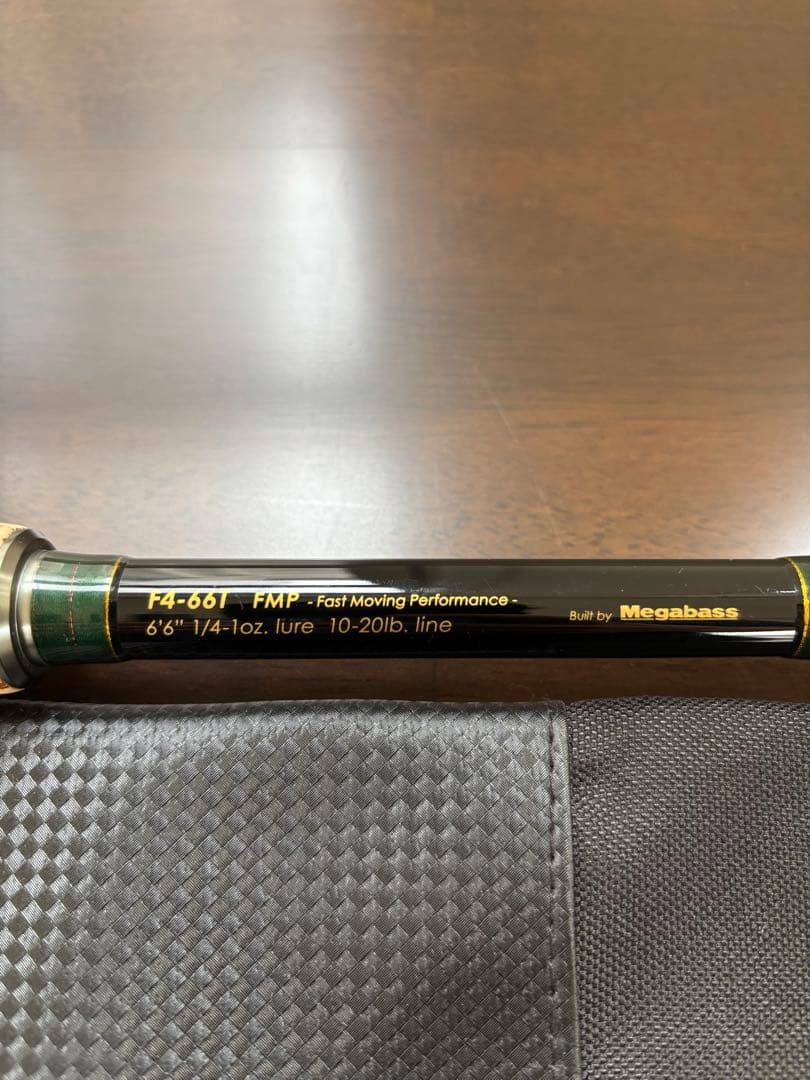 F4-66T FMP - Fast Moving Performance -
6'6" 1/4-1oz. lure 10-20lb. line
Built by Megabass